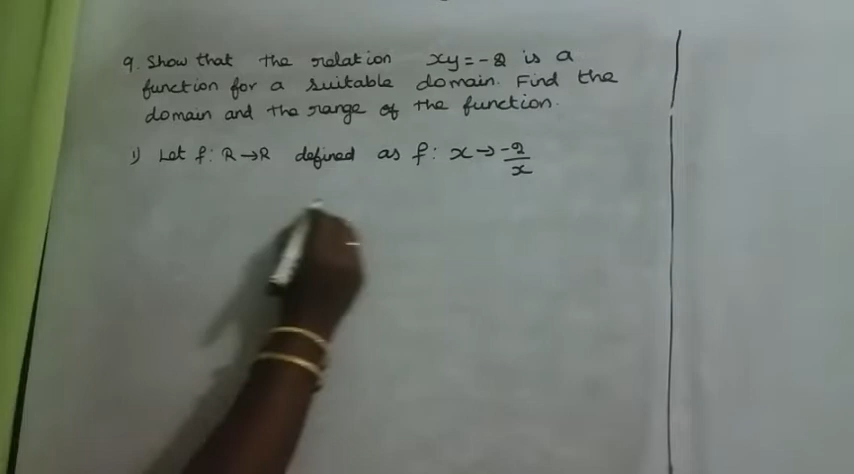 9. Show that the relation xy = -2 is a
function for a suitable domain. Find the
domain and the range of the function.
1) Let f: R→R defined as f: x → -2/x